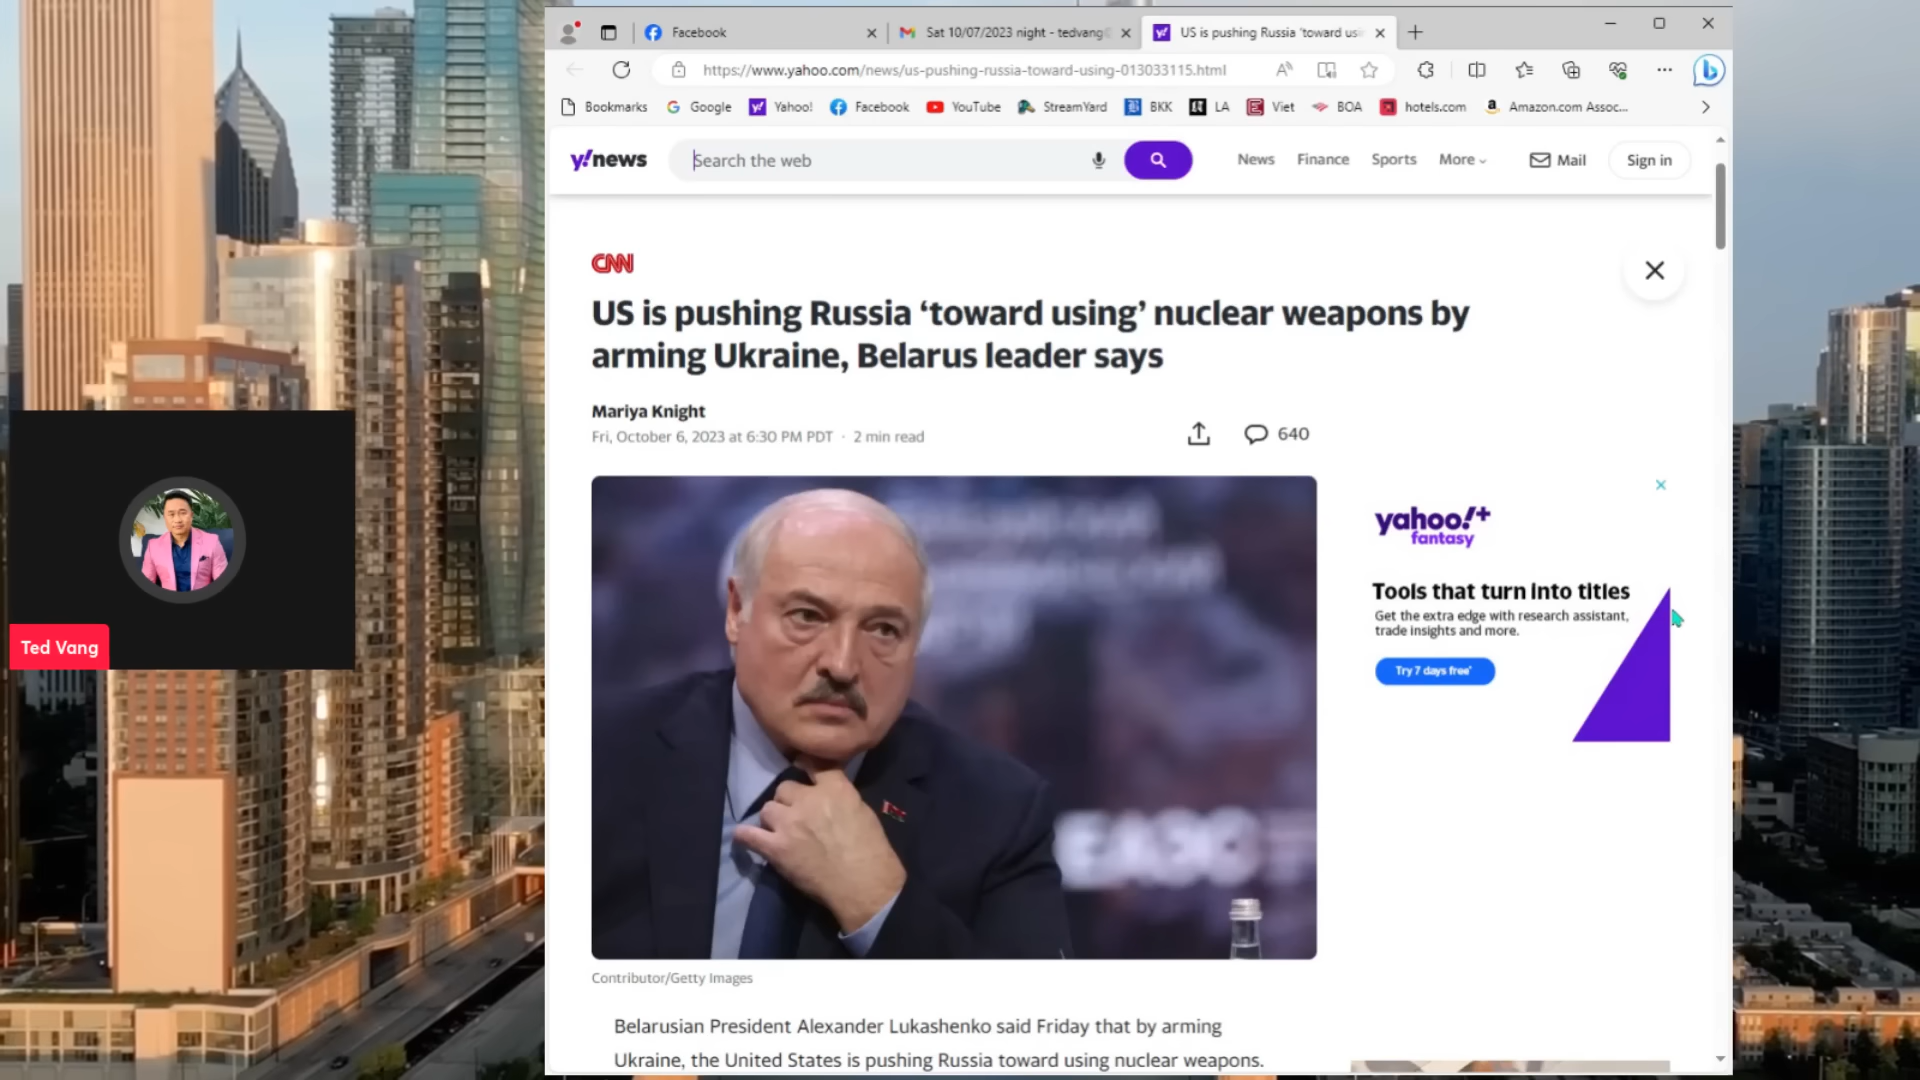 Facebook
Sat 10/07/2023 night - tedvang
US is pushing Russia 'toward usi
https://www.yahoo.com/news/us-pushing-russia-toward-using-013033115.html
Bookmarks
Google
Yahoo!
Facebook
YouTube
StreamYard
BKK
LA
Viet
BOA
hotels.com
Amazon.com Assoc...
y!news
Search the web
News
Finance
Sports
More
Mail
Sign in
CNN
US is pushing Russia ‘toward using’ nuclear weapons by
arming Ukraine, Belarus leader says
Mariya Knight
Fri, October 6, 2023 at 6:30 PM PDT · 2 min read
640
yahoo!+
fantasy
Tools that turn into titles
Get the extra edge with research assistant,
trade insights and more.
Try 7 days free*
Ted Vang
Contributor/Getty Images
Belarusian President Alexander Lukashenko said Friday that by arming
Ukraine, the United States is pushing Russia toward using nuclear weapons.